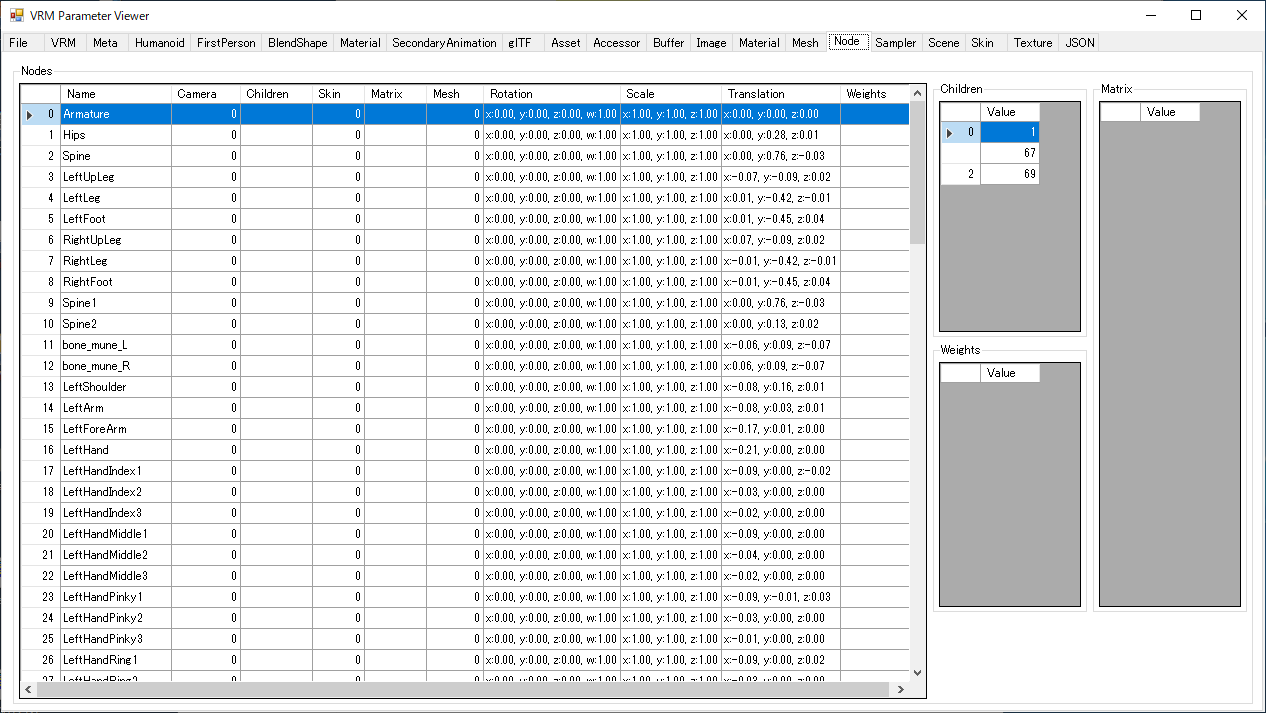 VRM Parameter Viewer
File VRM Meta Humanoid FirstPerson BlendShape Material SecondaryAnimation glTF Asset Accessor Buffer Image Material Mesh Node Sampler Scene Skin Texture JSON
Nodes
Name Camera Children Skin Matrix Mesh Rotation Scale Translation Weights
0 Armature 0 0 0 x:0.00, y:0.00, z:0.00, w:1.00 x:1.00, y:1.00, z:1.00 x:0.00, y:0.00, z:0.00
1 Hips 0 0 0 x:0.00, y:0.00, z:0.00, w:1.00 x:1.00, y:1.00, z:1.00 x:0.00, y:0.28, z:0.01
2 Spine 0 0 0 x:0.00, y:0.00, z:0.00, w:1.00 x:1.00, y:1.00, z:1.00 x:0.00, y:0.76, z:-0.03
3 LeftUpLeg 0 0 0 x:0.00, y:0.00, z:0.00, w:1.00 x:1.00, y:1.00, z:1.00 x:-0.07, y:-0.09, z:0.02
4 LeftLeg 0 0 0 x:0.00, y:0.00, z:0.00, w:1.00 x:1.00, y:1.00, z:1.00 x:0.01, y:-0.42, z:-0.01
5 LeftFoot 0 0 0 x:0.00, y:0.00, z:0.00, w:1.00 x:1.00, y:1.00, z:1.00 x:0.01, y:-0.45, z:0.04
6 RightUpLeg 0 0 0 x:0.00, y:0.00, z:0.00, w:1.00 x:1.00, y:1.00, z:1.00 x:0.07, y:-0.09, z:0.02
7 RightLeg 0 0 0 x:0.00, y:0.00, z:0.00, w:1.00 x:1.00, y:1.00, z:1.00 x:-0.01, y:-0.42, z:-0.01
8 RightFoot 0 0 0 x:0.00, y:0.00, z:0.00, w:1.00 x:1.00, y:1.00, z:1.00 x:-0.01, y:-0.45, z:0.04
9 Spine1 0 0 0 x:0.00, y:0.00, z:0.00, w:1.00 x:1.00, y:1.00, z:1.00 x:0.00, y:0.76, z:-0.03
10 Spine2 0 0 0 x:0.00, y:0.00, z:0.00, w:1.00 x:1.00, y:1.00, z:1.00 x:0.00, y:0.13, z:0.02
11 bone_mune_L 0 0 0 x:0.00, y:0.00, z:0.00, w:1.00 x:1.00, y:1.00, z:1.00 x:-0.06, y:0.09, z:-0.07
12 bone_mune_R 0 0 0 x:0.00, y:0.00, z:0.00, w:1.00 x:1.00, y:1.00, z:1.00 x:0.06, y:0.09, z:-0.07
13 LeftShoulder 0 0 0 x:0.00, y:0.00, z:0.00, w:1.00 x:1.00, y:1.00, z:1.00 x:-0.08, y:0.16, z:0.01
14 LeftArm 0 0 0 x:0.00, y:0.00, z:0.00, w:1.00 x:1.00, y:1.00, z:1.00 x:-0.08, y:0.03, z:0.01
15 LeftForeArm 0 0 0 x:0.00, y:0.00, z:0.00, w:1.00 x:1.00, y:1.00, z:1.00 x:-0.17, y:0.01, z:0.00
16 LeftHand 0 0 0 x:0.00, y:0.00, z:0.00, w:1.00 x:1.00, y:1.00, z:1.00 x:-0.21, y:0.00, z:0.00
17 LeftHandIndex1 0 0 0 x:0.00, y:0.00, z:0.00, w:1.00 x:1.00, y:1.00, z:1.00 x:-0.09, y:0.00, z:-0.02
18 LeftHandIndex2 0 0 0 x:0.00, y:0.00, z:0.00, w:1.00 x:1.00, y:1.00, z:1.00 x:-0.03, y:0.00, z:0.00
19 LeftHandIndex3 0 0 0 x:0.00, y:0.00, z:0.00, w:1.00 x:1.00, y:1.00, z:1.00 x:-0.02, y:0.00, z:0.00
20 LeftHandMiddle1 0 0 0 x:0.00, y:0.00, z:0.00, w:1.00 x:1.00, y:1.00, z:1.00 x:-0.09, y:0.00, z:0.00
21 LeftHandMiddle2 0 0 0 x:0.00, y:0.00, z:0.00, w:1.00 x:1.00, y:1.00, z:1.00 x:-0.04, y:0.00, z:0.00
22 LeftHandMiddle3 0 0 0 x:0.00, y:0.00, z:0.00, w:1.00 x:1.00, y:1.00, z:1.00 x:-0.02, y:0.00, z:0.00
23 LeftHandPinky1 0 0 0 x:0.00, y:0.00, z:0.00, w:1.00 x:1.00, y:1.00, z:1.00 x:-0.09, y:-0.01, z:0.03
24 LeftHandPinky2 0 0 0 x:0.00, y:0.00, z:0.00, w:1.00 x:1.00, y:1.00, z:1.00 x:-0.03, y:0.00, z:0.00
25 LeftHandPinky3 0 0 0 x:0.00, y:0.00, z:0.00, w:1.00 x:1.00, y:1.00, z:1.00 x:-0.01, y:0.00, z:0.00
26 LeftHandRing1 0 0 0 x:0.00, y:0.00, z:0.00, w:1.00 x:1.00, y:1.00, z:1.00 x:-0.09, y:0.00, z:0.02
Children
Value
0 1
67
2 69
Weights
Value
Matrix
Value